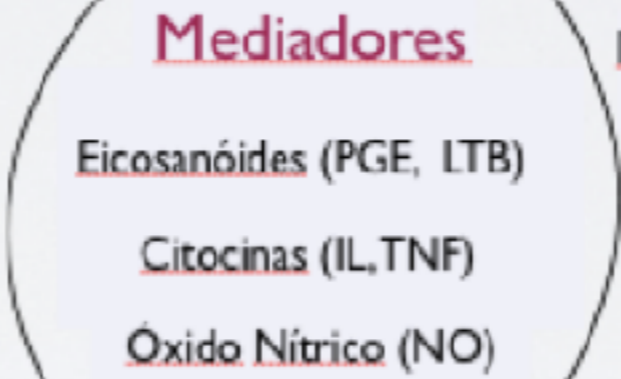 Mediadores
Eicosanóides (PGE, LTB)
Citocinas (IL,TNF)
Óxido Nítrico (NO)